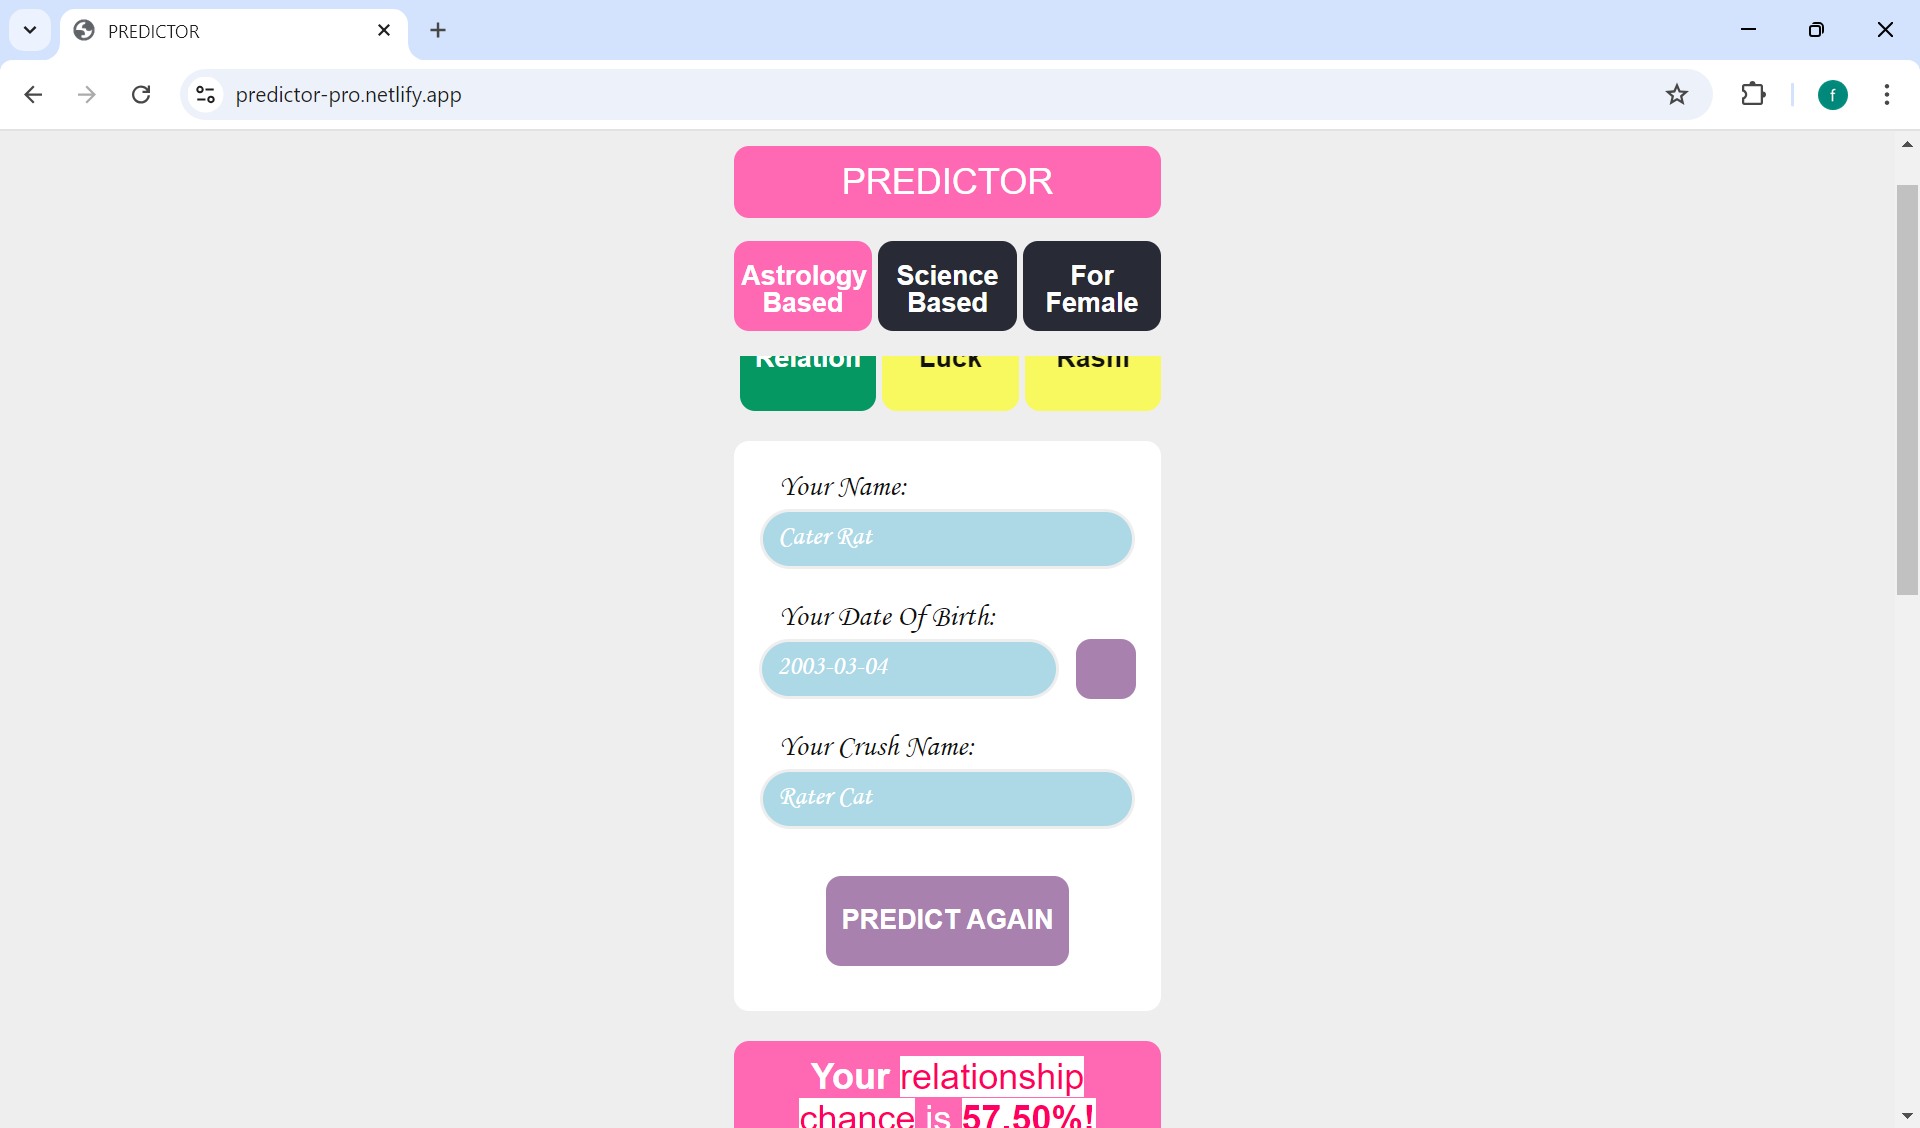 PREDICTOR
predictor-pro.netlify.app
f
PREDICTOR
Astrology
Based
Science
Based
For
Female
Relation
Luck
Rashi
Your Name:
Cater Rat
Your Date Of Birth:
2003-03-04
Your Crush Name:
Rater Cat
PREDICT AGAIN
Your relationship
chance is 57.50%!